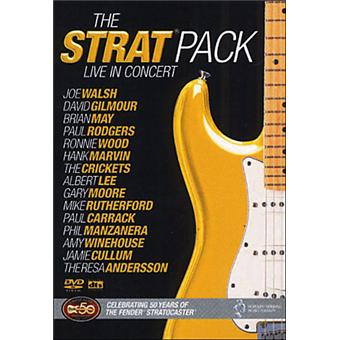 THE
STRAT® PACK
LIVE IN CONCERT
JOE WALSH
DAVID GILMOUR
BRIAN MAY
PAUL RODGERS
RONNIE WOOD
HANK MARVIN
THE CRICKETS
ALBERT LEE
GARY MOORE
MIKE RUTHERFORD
PAUL CARRACK
PHIL MANZANERA
AMY WINEHOUSE
JAMIE CULLUM
THERESA ANDERSSON
DVD dts
50 CELEBRATING 50 YEARS OF
THE FENDER® STRATOCASTER®